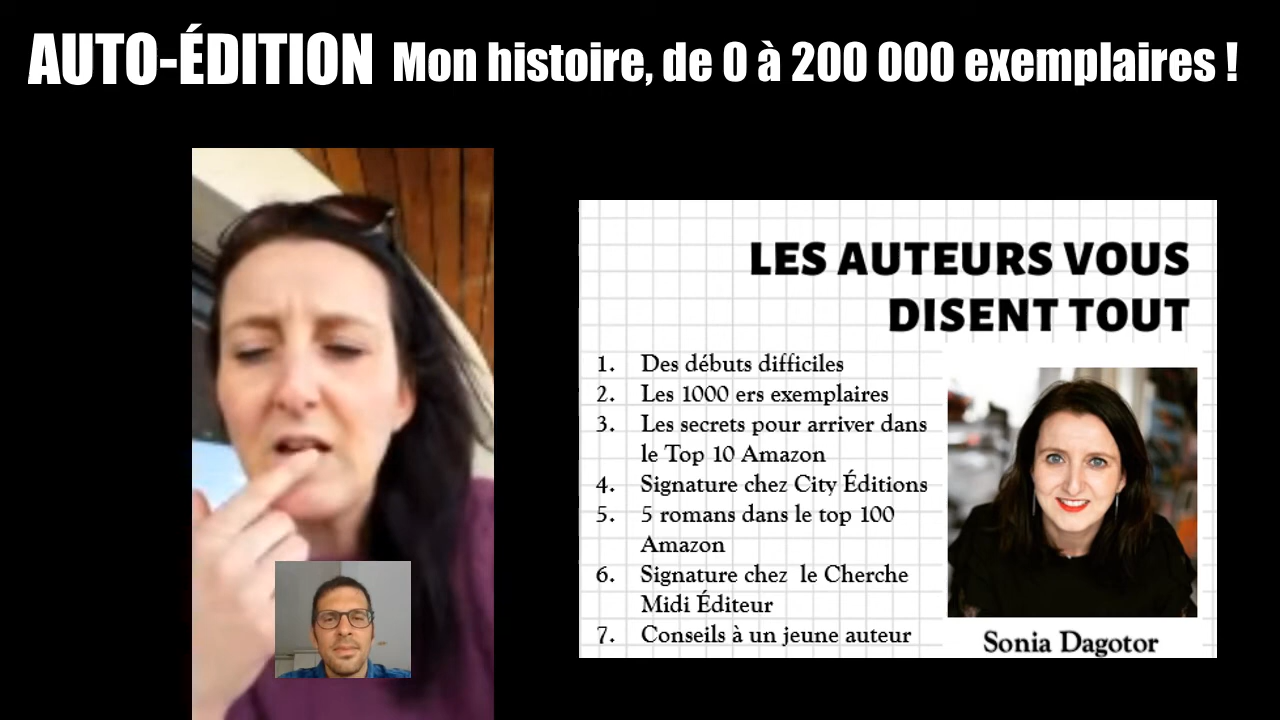 AUTO-ÉDITION Mon histoire, de 0 à 200 000 exemplaires !
LES AUTEURS VOUS
DISENT TOUT
1. Des débuts difficiles
2. Les 1000 ers exemplaires
3. Les secrets pour arriver dans
le Top 10 Amazon
4. Signature chez City Éditions
5. 5 romans dans le top 100
Amazon
6. Signature chez le Cherche
Midi Éditeur
7. Conseils à un jeune auteur
Sonia Dagotor